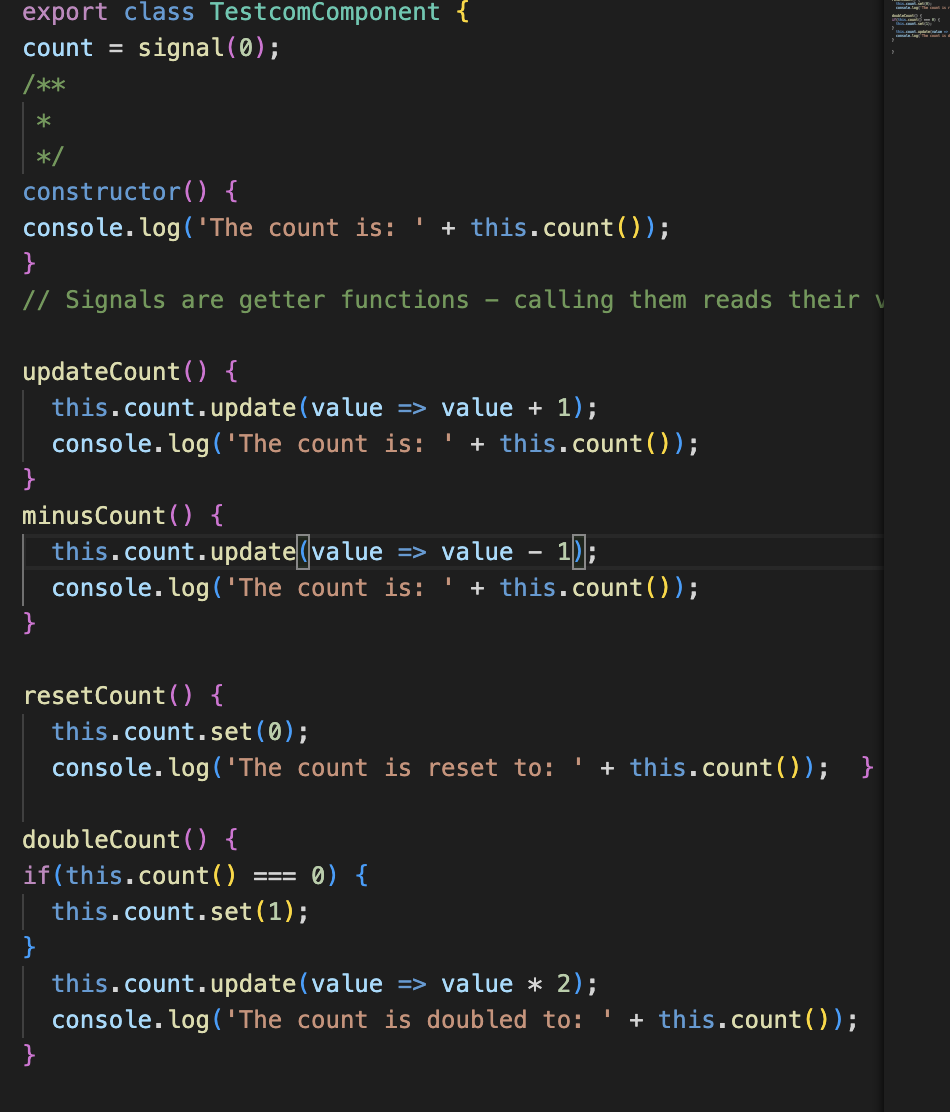 export class TestcomComponent {
count = signal(0);
/**
 *
 */
constructor() {
console.log('The count is: ' + this.count());
}
// Signals are getter functions - calling them reads their

updateCount() {
  this.count.update(value => value + 1);
  console.log('The count is: ' + this.count());
}
minusCount() {
  this.count.update(value => value - 1);
  console.log('The count is: ' + this.count());
}

resetCount() {
  this.count.set(0);
  console.log('The count is reset to: ' + this.count());  }

doubleCount() {
if(this.count() === 0) {
  this.count.set(1);
}
  this.count.update(value => value * 2);
  console.log('The count is doubled to: ' + this.count());
}